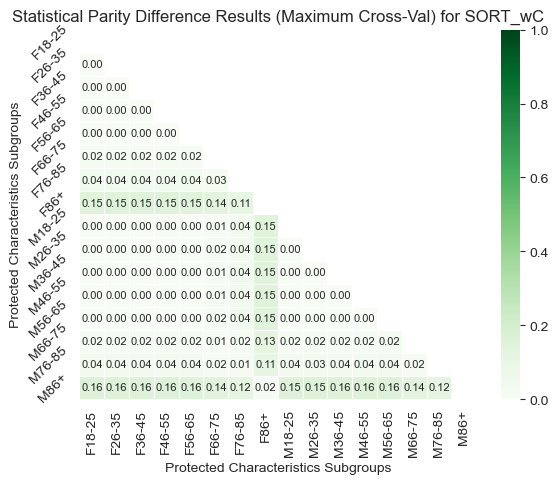 Statistical Parity Difference Results (Maximum Cross-Val) for SORT_wC
Protected Characteristics Subgroups
F18-25
F26-35 0.00
F36-45 0.00 0.00
F46-55 0.00 0.00 0.00
F56-65 0.00 0.00 0.00 0.00
F66-75 0.02 0.02 0.02 0.02 0.02
F76-85 0.04 0.04 0.04 0.04 0.04 0.03
F86+ 0.15 0.15 0.15 0.15 0.15 0.14 0.11
M18-25 0.00 0.00 0.00 0.00 0.00 0.01 0.04 0.15
M26-35 0.00 0.00 0.00 0.00 0.00 0.02 0.04 0.15 0.00
M36-45 0.00 0.00 0.00 0.00 0.00 0.01 0.04 0.15 0.00 0.00
M46-55 0.00 0.00 0.00 0.00 0.00 0.01 0.04 0.15 0.00 0.00 0.00
M56-65 0.00 0.00 0.00 0.00 0.00 0.02 0.04 0.15 0.00 0.00 0.00 0.00
M66-75 0.02 0.02 0.02 0.02 0.02 0.01 0.02 0.13 0.02 0.02 0.02 0.02 0.02
M76-85 0.04 0.04 0.04 0.04 0.04 0.02 0.01 0.11 0.04 0.03 0.04 0.04 0.04 0.02
M86+ 0.16 0.16 0.16 0.16 0.16 0.14 0.12 0.02 0.15 0.15 0.16 0.16 0.16 0.14 0.12
F18-25 F26-35 F36-45 F46-55 F56-65 F66-75 F76-85 F86+ M18-25 M26-35 M36-45 M46-55 M56-65 M66-75 M76-85 M86+
Protected Characteristics Subgroups
1.0
0.8
0.6
0.4
0.2
0.0